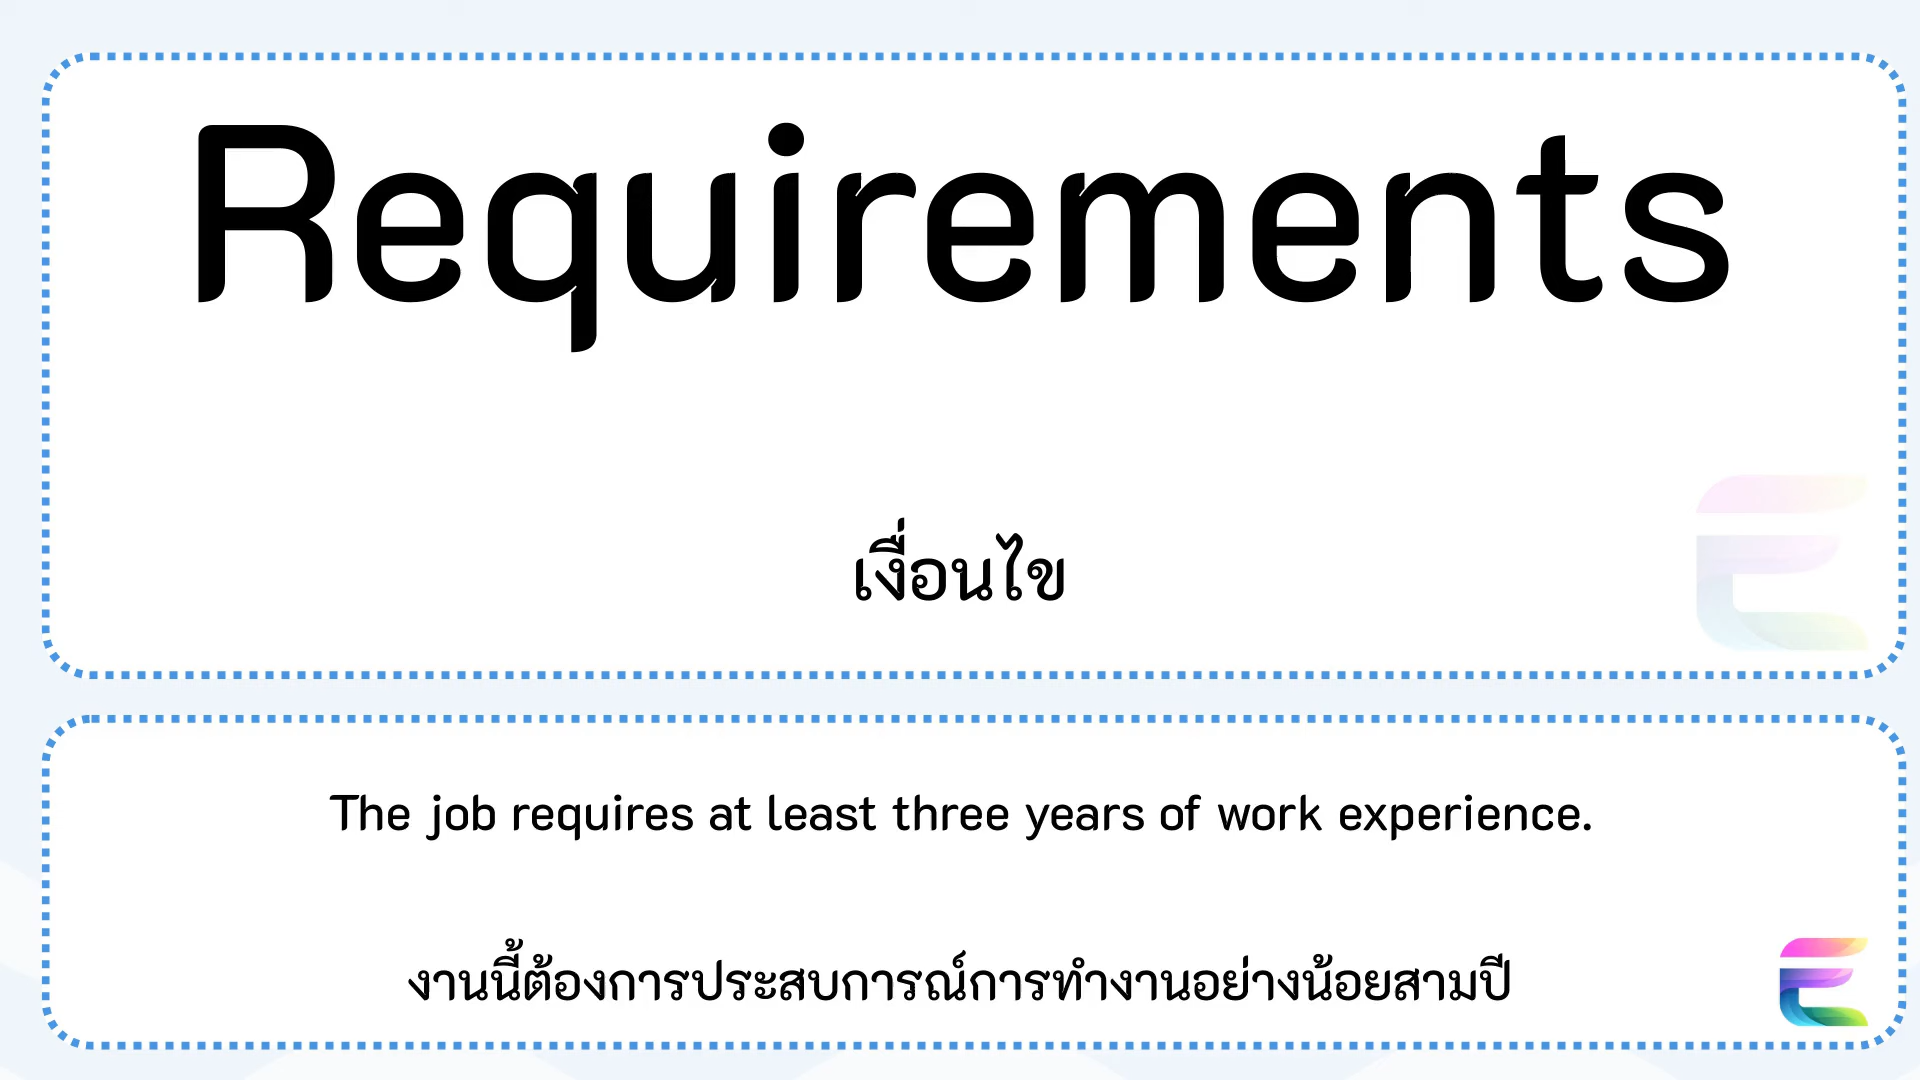 Requirements
เงื่อนไข
The job requires at least three years of work experience.
งานนี้ต้องการประสบการณ์การทำงานอย่างน้อยสามปี